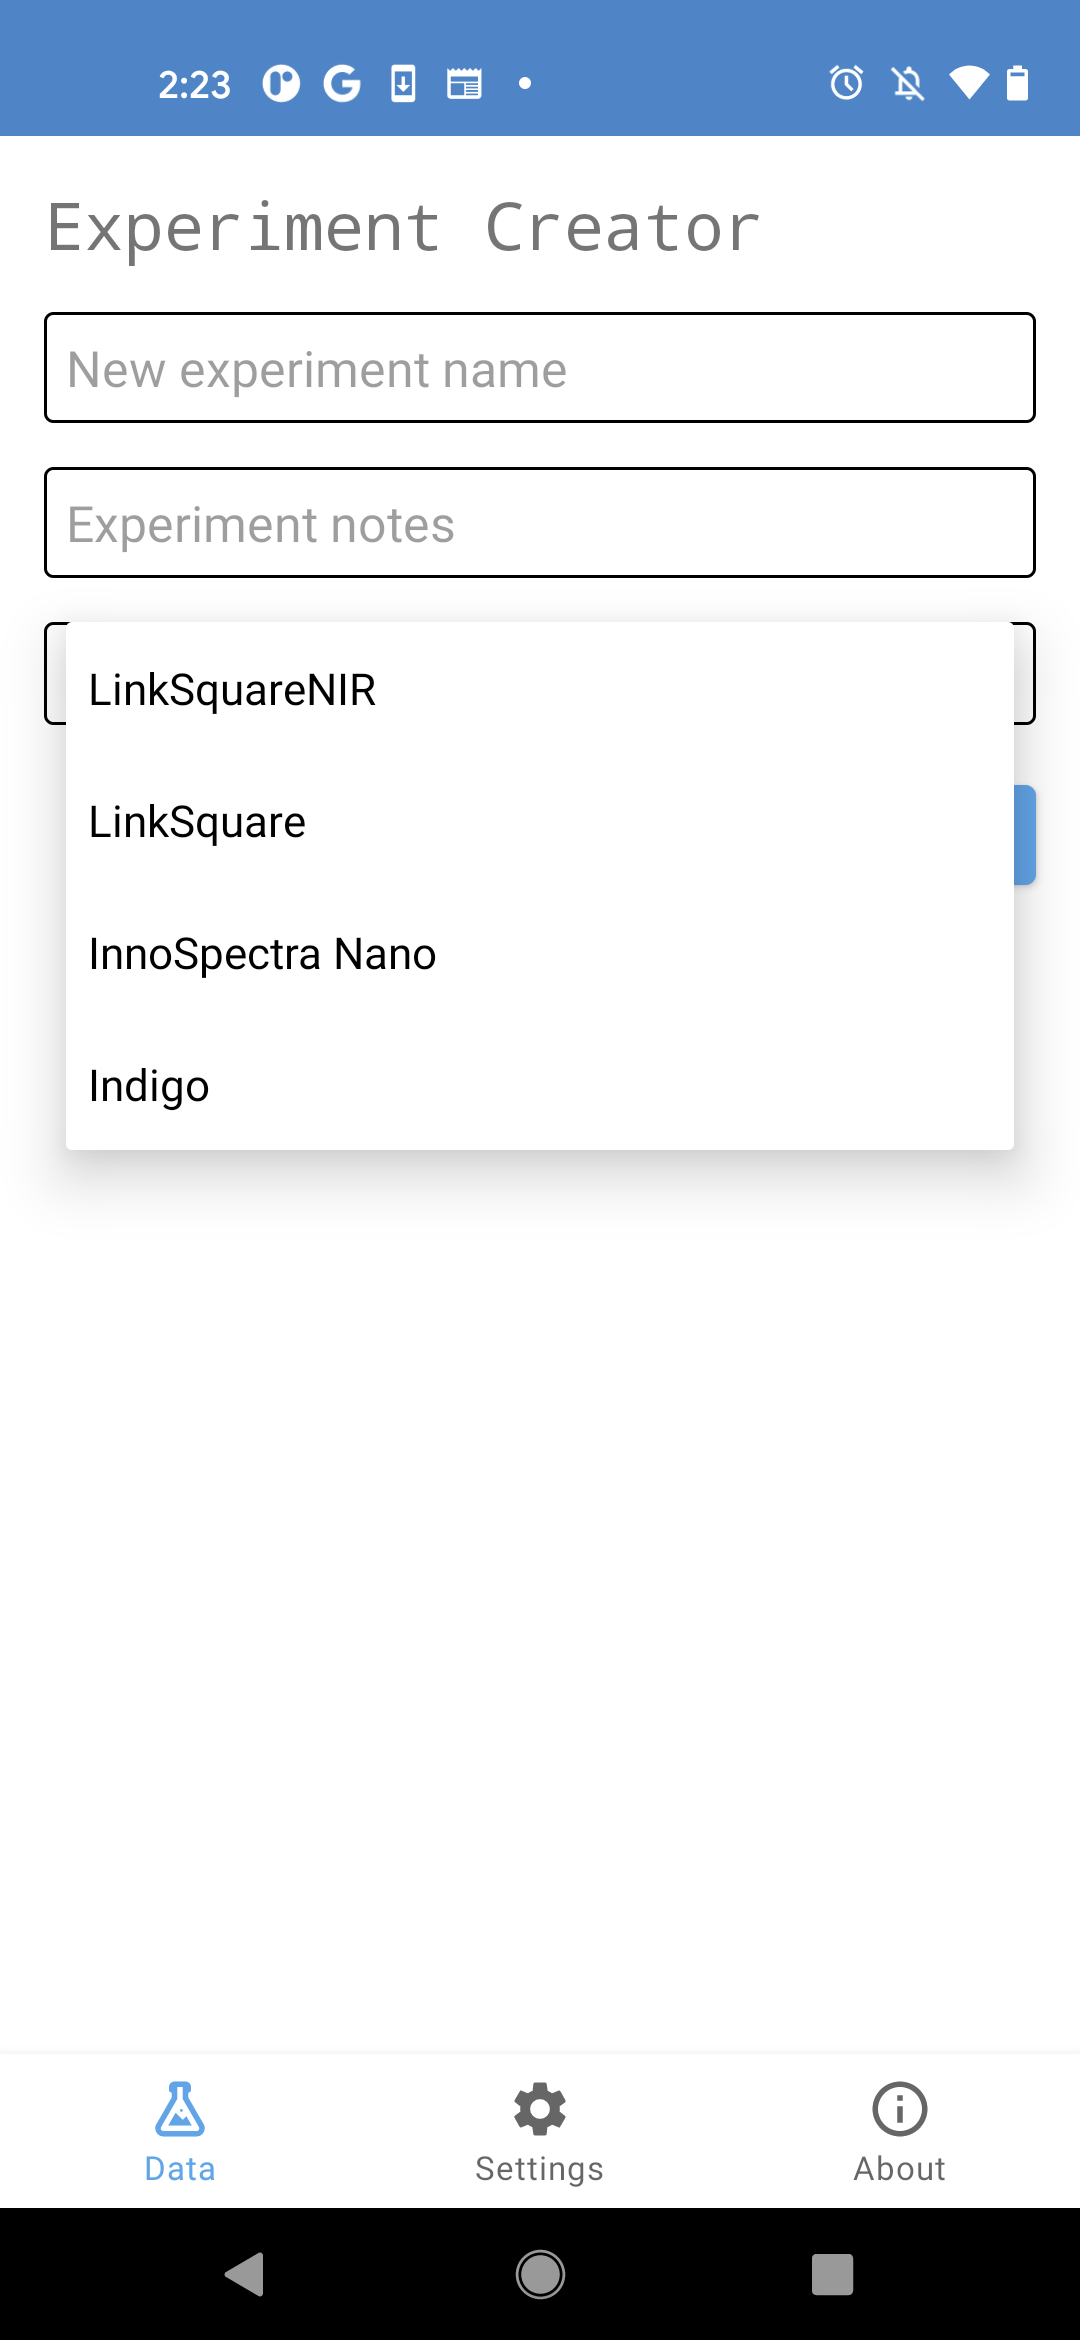 2:23
Experiment Creator
New experiment name
Experiment notes
LinkSquareNIR
LinkSquare
InnoSpectra Nano
Indigo
Data
Settings
About